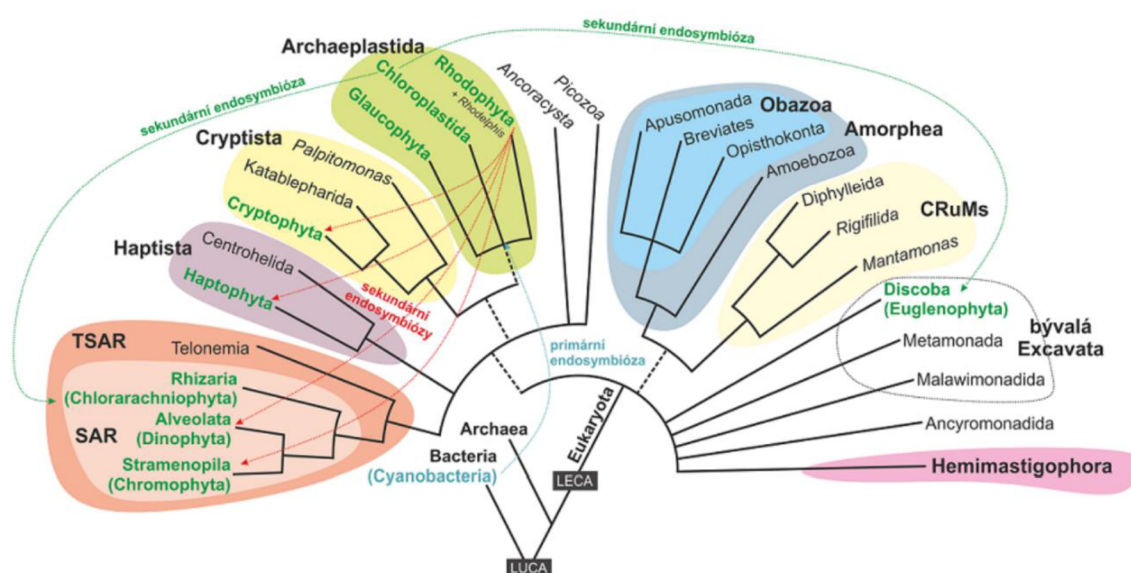 sekundární endosymbióza
sekundární endosymbióza
Archaeplastida
Rhodophyta
+ Rhodelphis
Chloroplastida
Glaucophyta
Ancoracysta
Picozoa
Cryptista
Palpitomonas
Katablepharida
Cryptophyta
Haptista
Centrohelida
Haptophyta
sekundární
endosymbiózy
TSAR
Telonemia
Rhizaria
(Chlorarachniophyta)
SAR
Alveolata
(Dinophyta)
Stramenopila
(Chromophyta)
Obazoa
Apusomonada
Breviates
Opisthokonta
Amorphea
Amoebozoa
CRuMs
Diphylleida
Rigifilida
Mantamonas
Discoba
(Euglenophyta)
bývalá
Excavata
Metamonada
Malawimonadida
Ancyromonadida
Hemimastigophora
primární
endosymbióza
Eukaryota
Archaea
Bacteria
(Cyanobacteria)
LECA
LUCA